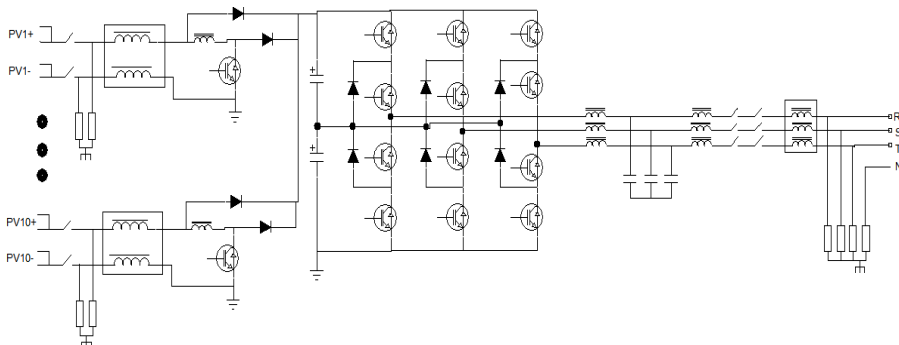 PV1+
PV1-
R
S
T
N
PV10+
PV10-
+
+